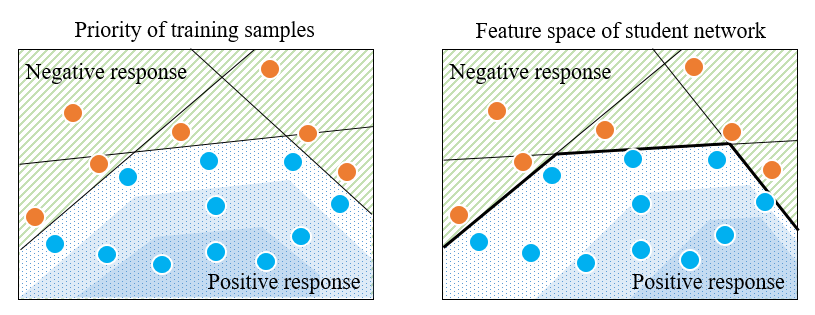 Priority of training samples
Negative response
Positive response
Feature space of student network
Negative response
Positive response